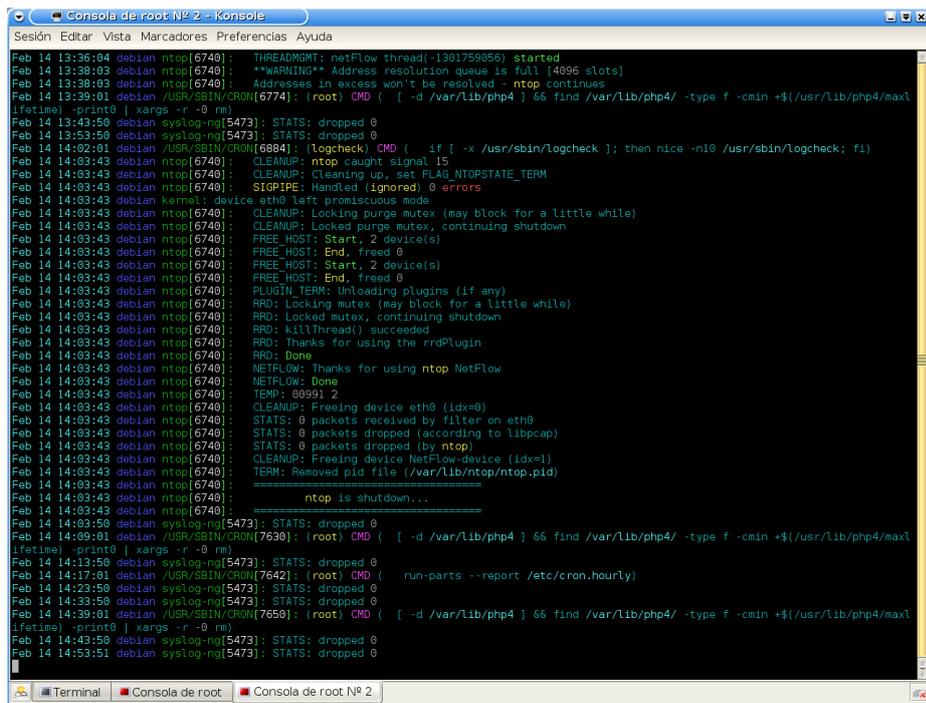 Consola de root Nº 2 - Konsole
Sesión Editar Vista Marcadores Preferencias Ayuda
Feb 14 13:36:04 debian ntop[6740]: THREADMGMT: netFlow thread(-1301759056) started
Feb 14 13:38:03 debian ntop[6740]: **WARNING** Address resolution queue is full [4096 slots]
Feb 14 13:38:03 debian ntop[6740]: Addresses in excess won't be resolved - ntop continues
Feb 14 13:39:01 debian /USR/SBIN/CRON[6774]: (root) CMD ( [ -d /var/lib/php4 ] && find /var/lib/php4/ -type f -cmin +$(/usr/lib/php4/maxl
ifetime) -print0 | xargs -r -0 rm)
Feb 14 13:43:50 debian syslog-ng[5473]: STATS: dropped 0
Feb 14 13:53:50 debian syslog-ng[5473]: STATS: dropped 0
Feb 14 14:02:01 debian /USR/SBIN/CRON[6884]: (logcheck) CMD ( if [ -x /usr/sbin/logcheck ]; then nice -n10 /usr/sbin/logcheck; fi)
Feb 14 14:03:43 debian ntop[6740]: CLEANUP: ntop caught signal 15
Feb 14 14:03:43 debian ntop[6740]: CLEANUP: Cleaning up, set FLAG_NTOPSTATE_TERM
Feb 14 14:03:43 debian ntop[6740]: SIGPIPE: Handled (ignored) 0 errors
Feb 14 14:03:43 debian kernel: device eth0 left promiscuous mode
Feb 14 14:03:43 debian ntop[6740]: CLEANUP: Locking purge mutex (may block for a little while)
Feb 14 14:03:43 debian ntop[6740]: CLEANUP: Locked purge mutex, continuing shutdown
Feb 14 14:03:43 debian ntop[6740]: FREE_HOST: Start, 2 device(s)
Feb 14 14:03:43 debian ntop[6740]: FREE_HOST: End, freed 0
Feb 14 14:03:43 debian ntop[6740]: FREE_HOST: Start, 2 device(s)
Feb 14 14:03:43 debian ntop[6740]: FREE_HOST: End, freed 0
Feb 14 14:03:43 debian ntop[6740]: PLUGIN_TERM: Unloading plugins (if any)
Feb 14 14:03:43 debian ntop[6740]: RRD: Locking mutex (may block for a little while)
Feb 14 14:03:43 debian ntop[6740]: RRD: Locked mutex, continuing shutdown
Feb 14 14:03:43 debian ntop[6740]: RRD: killThread() succeeded
Feb 14 14:03:43 debian ntop[6740]: RRD: Thanks for using the rrdPlugin
Feb 14 14:03:43 debian ntop[6740]: RRD: Done
Feb 14 14:03:43 debian ntop[6740]: NETFLOW: Thanks for using ntop NetFlow
Feb 14 14:03:43 debian ntop[6740]: NETFLOW: Done
Feb 14 14:03:43 debian ntop[6740]: TEMP: 00991 2
Feb 14 14:03:43 debian ntop[6740]: CLEANUP: Freeing device eth0 (idx=0)
Feb 14 14:03:43 debian ntop[6740]: STATS: 0 packets received by filter on eth0
Feb 14 14:03:43 debian ntop[6740]: STATS: 0 packets dropped (according to libpcap)
Feb 14 14:03:43 debian ntop[6740]: STATS: 0 packets dropped (by ntop)
Feb 14 14:03:43 debian ntop[6740]: CLEANUP: Freeing device NetFlow-device (idx=1)
Feb 14 14:03:43 debian ntop[6740]: TERM: Removed pid file (/var/lib/ntop/ntop.pid)
Feb 14 14:03:43 debian ntop[6740]: ===================================
Feb 14 14:03:43 debian ntop[6740]: ntop is shutdown...
Feb 14 14:03:43 debian ntop[6740]: ===================================
Feb 14 14:03:50 debian syslog-ng[5473]: STATS: dropped 0
Feb 14 14:09:01 debian /USR/SBIN/CRON[7630]: (root) CMD ( [ -d /var/lib/php4 ] && find /var/lib/php4/ -type f -cmin +$(/usr/lib/php4/maxl
ifetime) -print0 | xargs -r -0 rm)
Feb 14 14:13:50 debian syslog-ng[5473]: STATS: dropped 0
Feb 14 14:17:01 debian /USR/SBIN/CRON[7642]: (root) CMD ( run-parts --report /etc/cron.hourly)
Feb 14 14:23:50 debian syslog-ng[5473]: STATS: dropped 0
Feb 14 14:33:50 debian syslog-ng[5473]: STATS: dropped 0
Feb 14 14:39:01 debian /USR/SBIN/CRON[7650]: (root) CMD ( [ -d /var/lib/php4 ] && find /var/lib/php4/ -type f -cmin +$(/usr/lib/php4/maxl
ifetime) -print0 | xargs -r -0 rm)
Feb 14 14:43:50 debian syslog-ng[5473]: STATS: dropped 0
Feb 14 14:53:51 debian syslog-ng[5473]: STATS: dropped 0
Terminal Consola de root Consola de root Nº 2